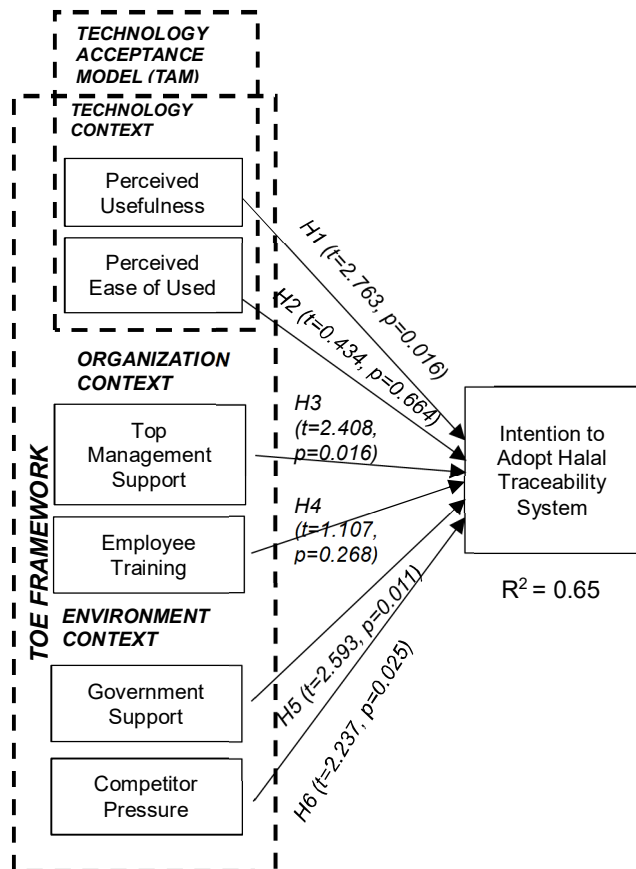 TECHNOLOGY
ACCEPTANCE
MODEL (TAM)
TECHNOLOGY
CONTEXT
Perceived
Usefulness
Perceived
Ease of Used
ORGANIZATION
CONTEXT
Top
Management
Support
Employee
Training
ENVIRONMENT
CONTEXT
Government
Support
Competitor
Pressure
TOE FRAMEWORK
H1 (t=2.763, p=0.016)
H2 (t=0.434, p=0.664)
H3
(t=2.408,
p=0.016)
H4
(t=1.107,
p=0.268)
H5 (t=2.593, p=0.011)
H6 (t=2.237, p=0.025)
Intention to
Adopt Halal
Traceability
System
R² = 0.65